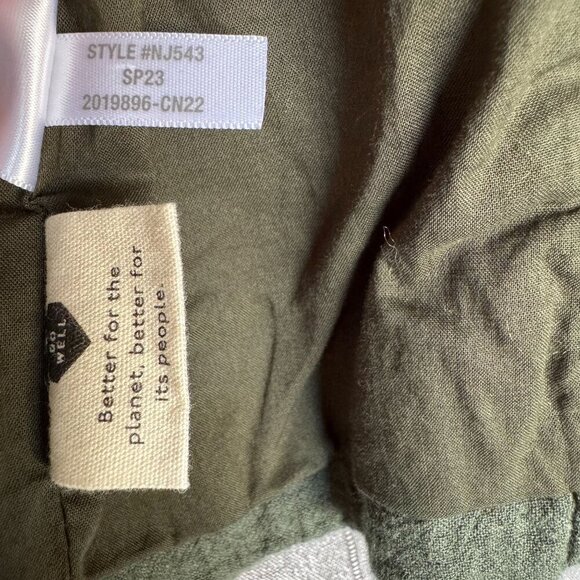 STYLE #NJ543
SP23
2019896-CN22
DO
WELL
Better for the
planet, better for
its people.